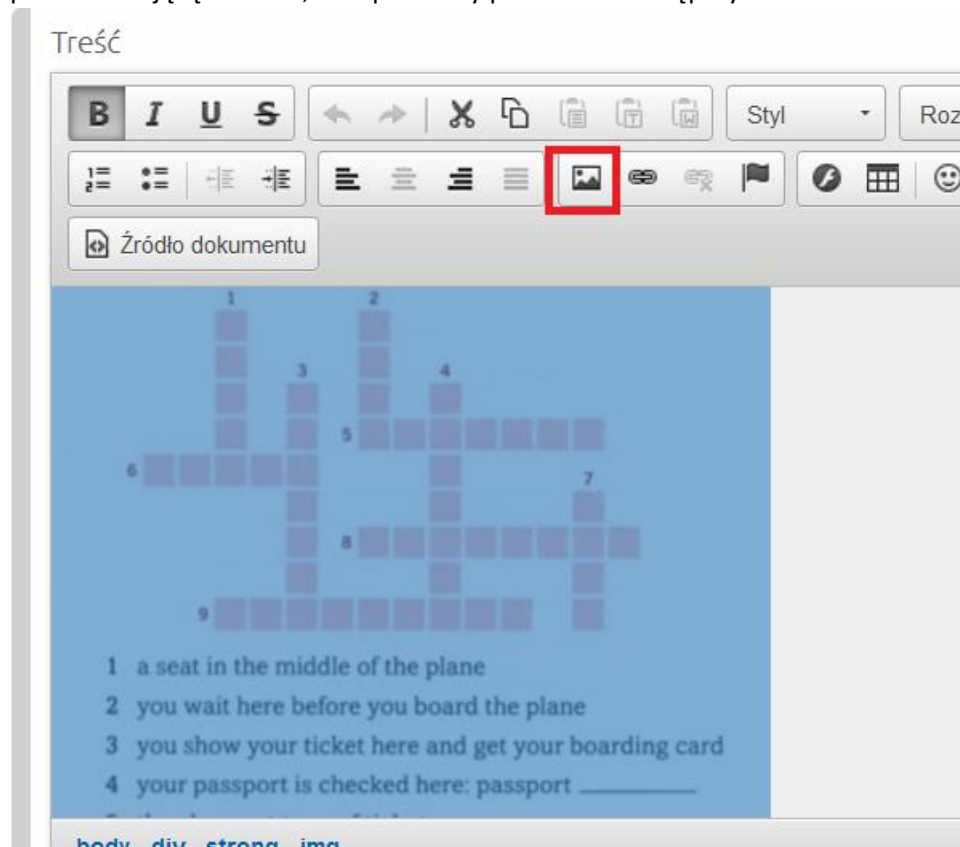 Treść
B I U S Styl Roz
Źródło dokumentu
1 2
3 4
5
6
7
8
9
1 a seat in the middle of the plane
2 you wait here before you board the plane
3 you show your ticket here and get your boarding card
4 your passport is checked here: passport ________
body div strong img